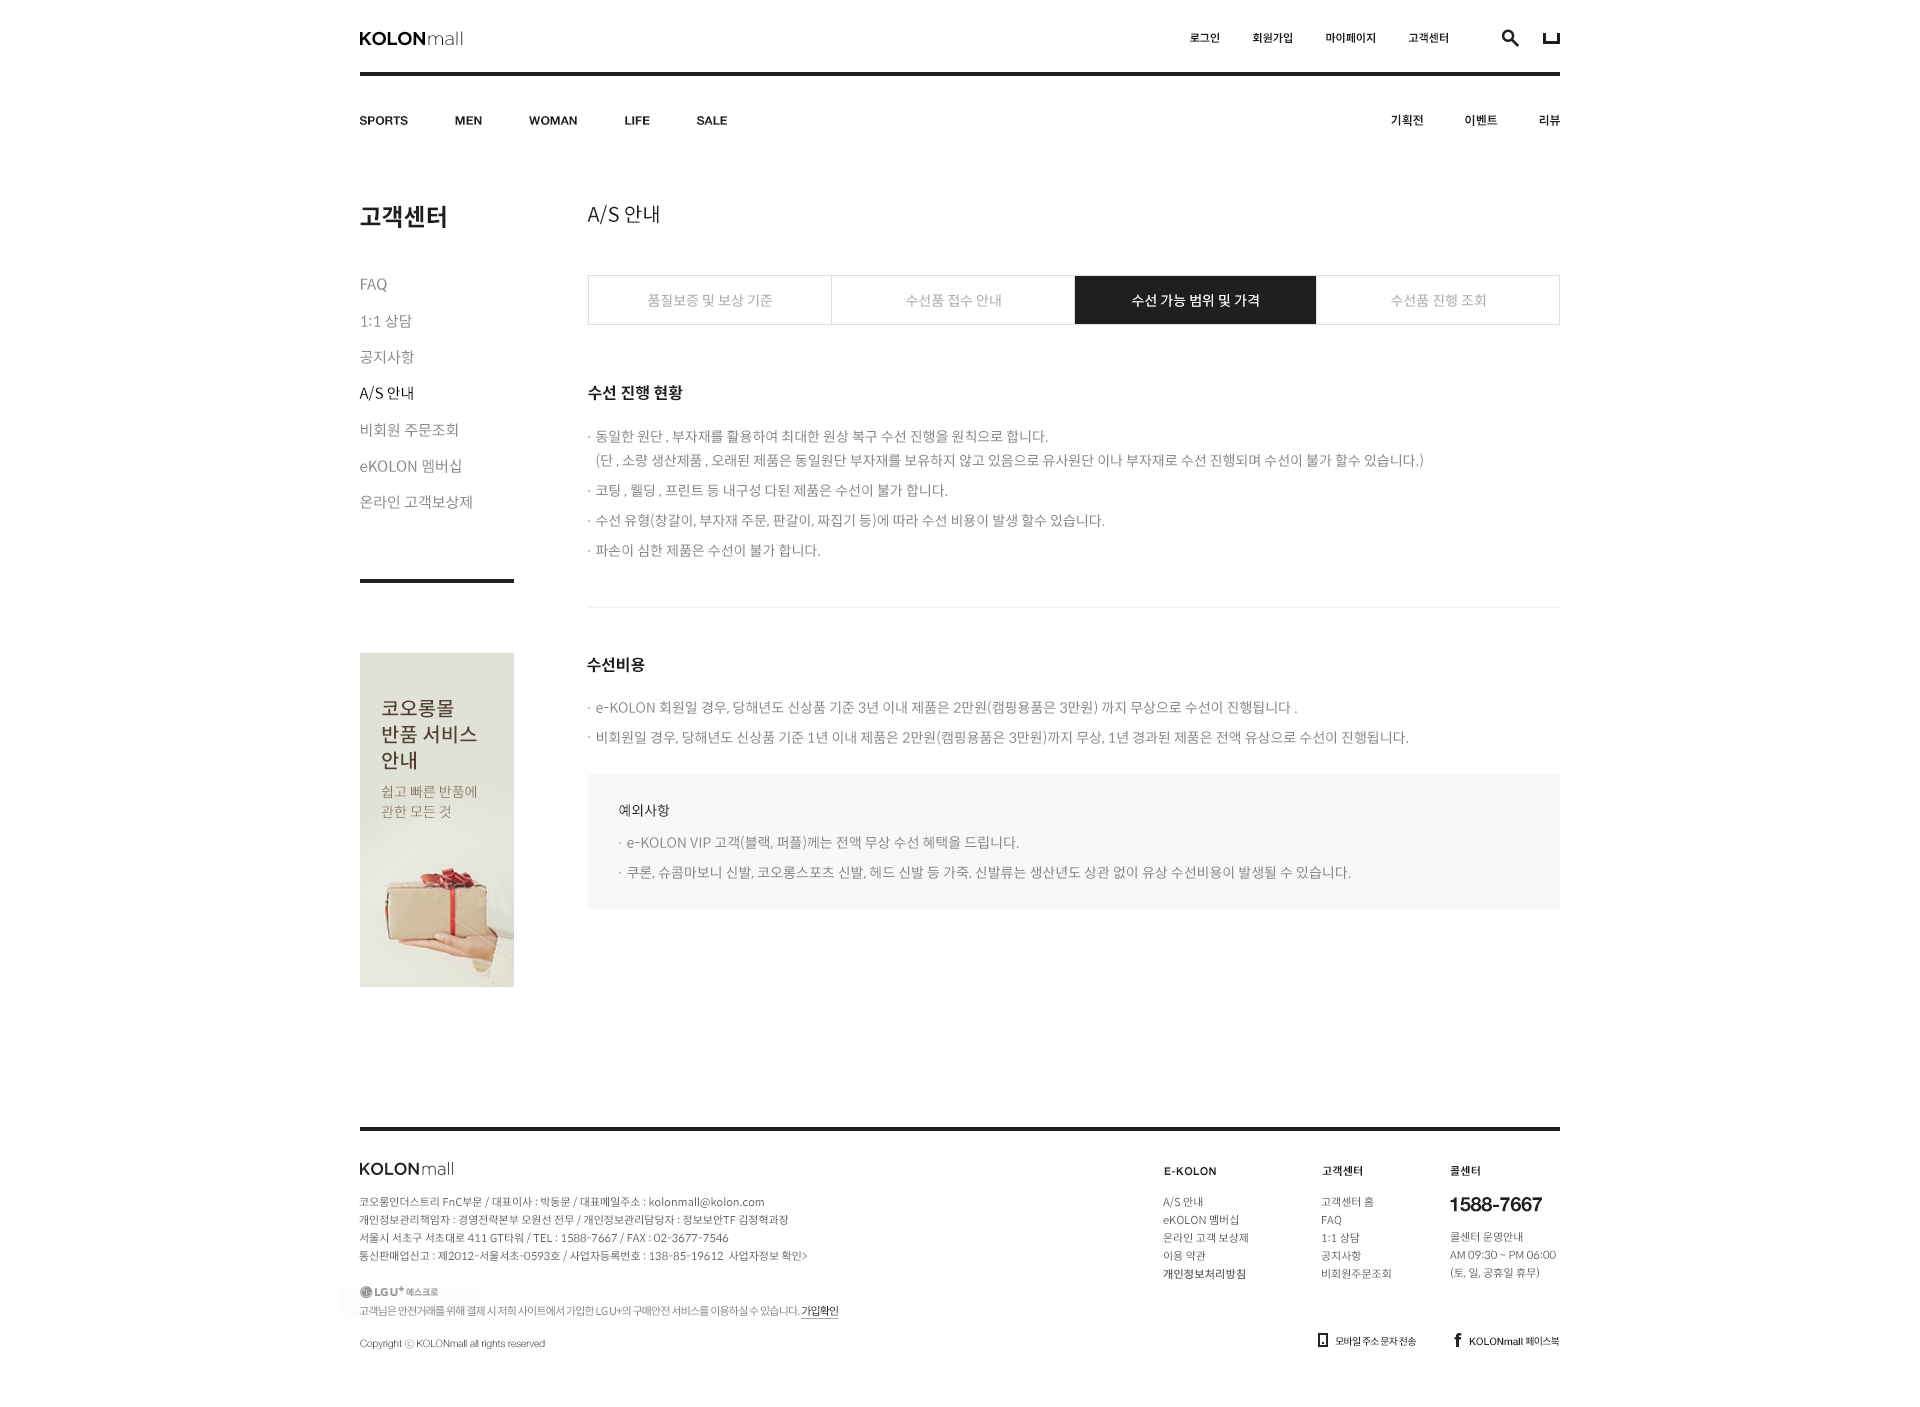 KOLONmall
로그인 회원가입 마이페이지 고객센터
SPORTS MEN WOMAN LIFE SALE 기획전 이벤트 리뷰
고객센터
FAQ
1:1 상담
공지사항
A/S 안내
비회원 주문조회
eKOLON 멤버십
온라인 고객보상제
코오롱몰
반품 서비스
안내
쉽고 빠른 반품에
관한 모든 것
A/S 안내
품질보증 및 보상 기준 수선품 접수 안내 수선 가능 범위 및 가격 수선품 진행 조회
수선 진행 현황
· 동일한 원단 , 부자재를 활용하여 최대한 원상 복구 수선 진행을 원칙으로 합니다.
(단 , 소량 생산제품 , 오래된 제품은 동일원단 부자재를 보유하지 않고 있음으로 유사원단 이나 부자재로 수선 진행되며 수선이 불가 할수 있습니다.)
· 코팅 , 웰딩 , 프린트 등 내구성 다된 제품은 수선이 불가 합니다.
· 수선 유형(창갈이, 부자재 주문, 판갈이, 짜집기 등)에 따라 수선 비용이 발생 할수 있습니다.
· 파손이 심한 제품은 수선이 불가 합니다.
수선비용
· e-KOLON 회원일 경우, 당해년도 신상품 기준 3년 이내 제품은 2만원(캠핑용품은 3만원) 까지 무상으로 수선이 진행됩니다 .
· 비회원일 경우, 당해년도 신상품 기준 1년 이내 제품은 2만원(캠핑용품은 3만원)까지 무상, 1년 경과된 제품은 전액 유상으로 수선이 진행됩니다.
예외사항
· e-KOLON VIP 고객(블랙, 퍼플)께는 전액 무상 수선 혜택을 드립니다.
· 쿠론, 슈콤마보니 신발, 코오롱스포츠 신발, 헤드 신발 등 가죽, 신발류는 생산년도 상관 없이 유상 수선비용이 발생될 수 있습니다.
KOLONmall
코오롱인더스트리 FnC부문 / 대표이사 : 박동문 / 대표메일주소 : kolonmall@kolon.com
개인정보관리책임자 : 경영전략본부 오원선 전무 / 개인정보관리담당자 : 정보보안TF 김정혁과장
서울시 서초구 서초대로 411 GT타워 / TEL : 1588-7667 / FAX : 02-3677-7546
통신판매업신고 : 제2012-서울서초-0593호 / 사업자등록번호 : 138-85-19612 사업자정보 확인>
LG U+ 에스크로
고객님은 안전거래를 위해 결제 시 저희 사이트에서 가입한 LG U+의 구매안전 서비스를 이용하실 수 있습니다. 가입확인
Copyright ⓒ KOLONmall all rights reserved
E-KOLON
A/S 안내
eKOLON 멤버십
온라인 고객 보상제
이용 약관
개인정보처리방침
고객센터
고객센터 홈
FAQ
1:1 상담
공지사항
비회원주문조회
콜센터
1588-7667
콜센터 운영안내
AM 09:30 ~ PM 06:00
(토, 일, 공휴일 휴무)
모바일 주소 문자 전송 KOLONmall 페이스북